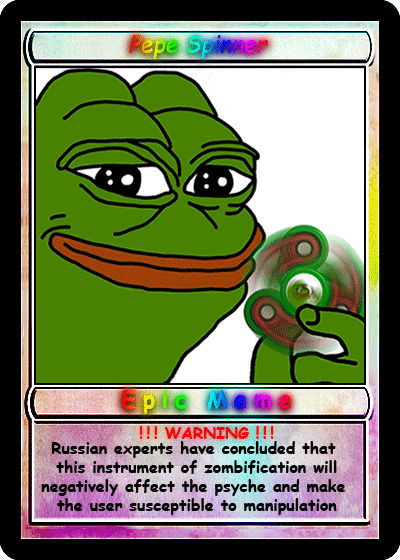 Pepe Spinner
Epic Meme
!!! WARNING !!!
Russian experts have concluded that
this instrument of zombification will
negatively affect the psyche and make
the user susceptible to manipulation